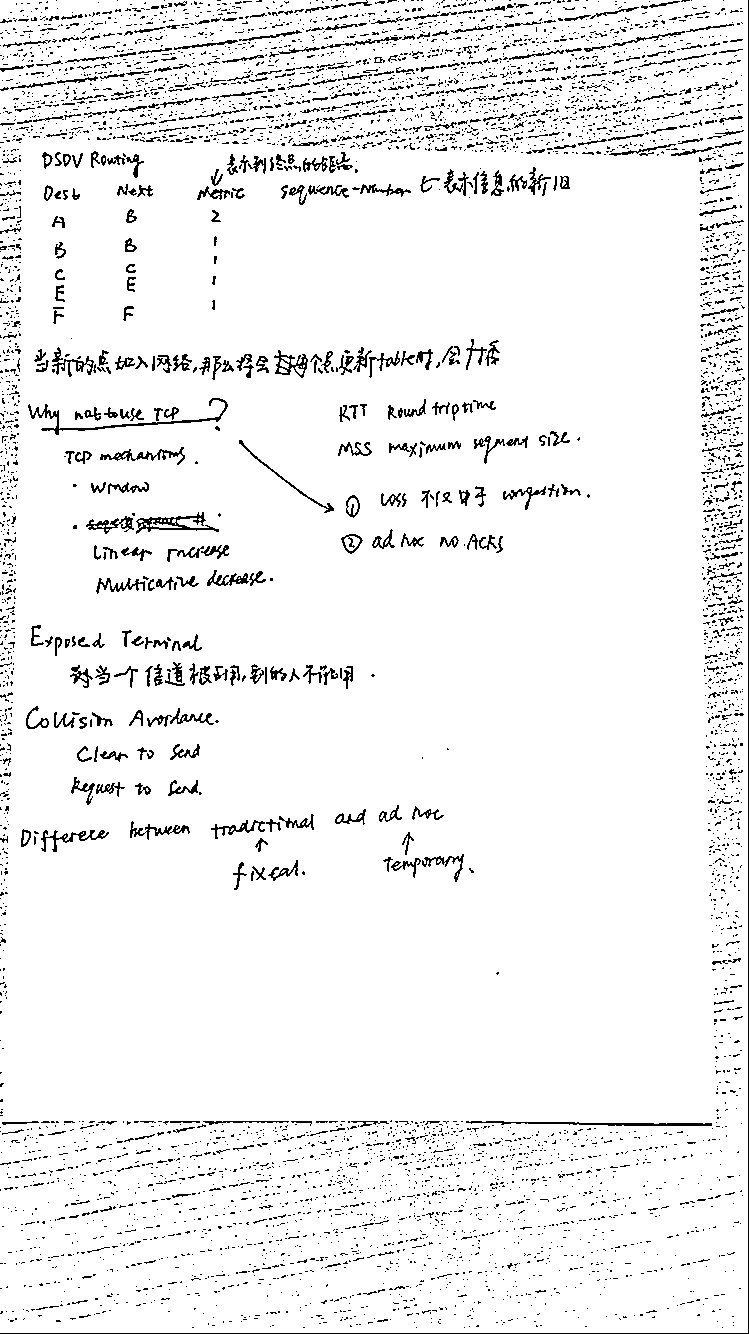 DSDV Routing
↓表示到终点的距离.
Dest Next Metric sequence-Number ← 表示信息的新旧
A B 2
B B 1
C C 1
E E 1
F F 1
当新的点加入网络,那么将会 每个点更新table时,会广播
Why not to use TCP ?
RTT Round trip time
MSS maximum segment size.
TCP mechanisms.
· Window
Linear Increase
Multicative decrease.
① loss 不仅由于 congestion.
② ad hoc no ACKs
Exposed Terminal
当一个信道被占用,别的人不能用.
Collision Avoidance.
Clear to Send
Request to Send.
Differece between traditional and ad hoc
↑ ↑
fixed. temporary.